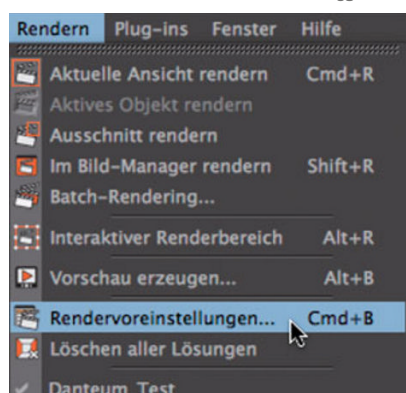 Rendern Plug-ins Fenster Hilfe
Aktuelle Ansicht rendern Cmd+R
Aktives Objekt rendern
Ausschnitt rendern
Im Bild-Manager rendern Shift+R
Batch-Rendering...
Interaktiver Renderbereich Alt+R
Vorschau erzeugen... Alt+B
Rendervoreinstellungen... Cmd+B
Löschen aller Lösungen
Danteum_Test